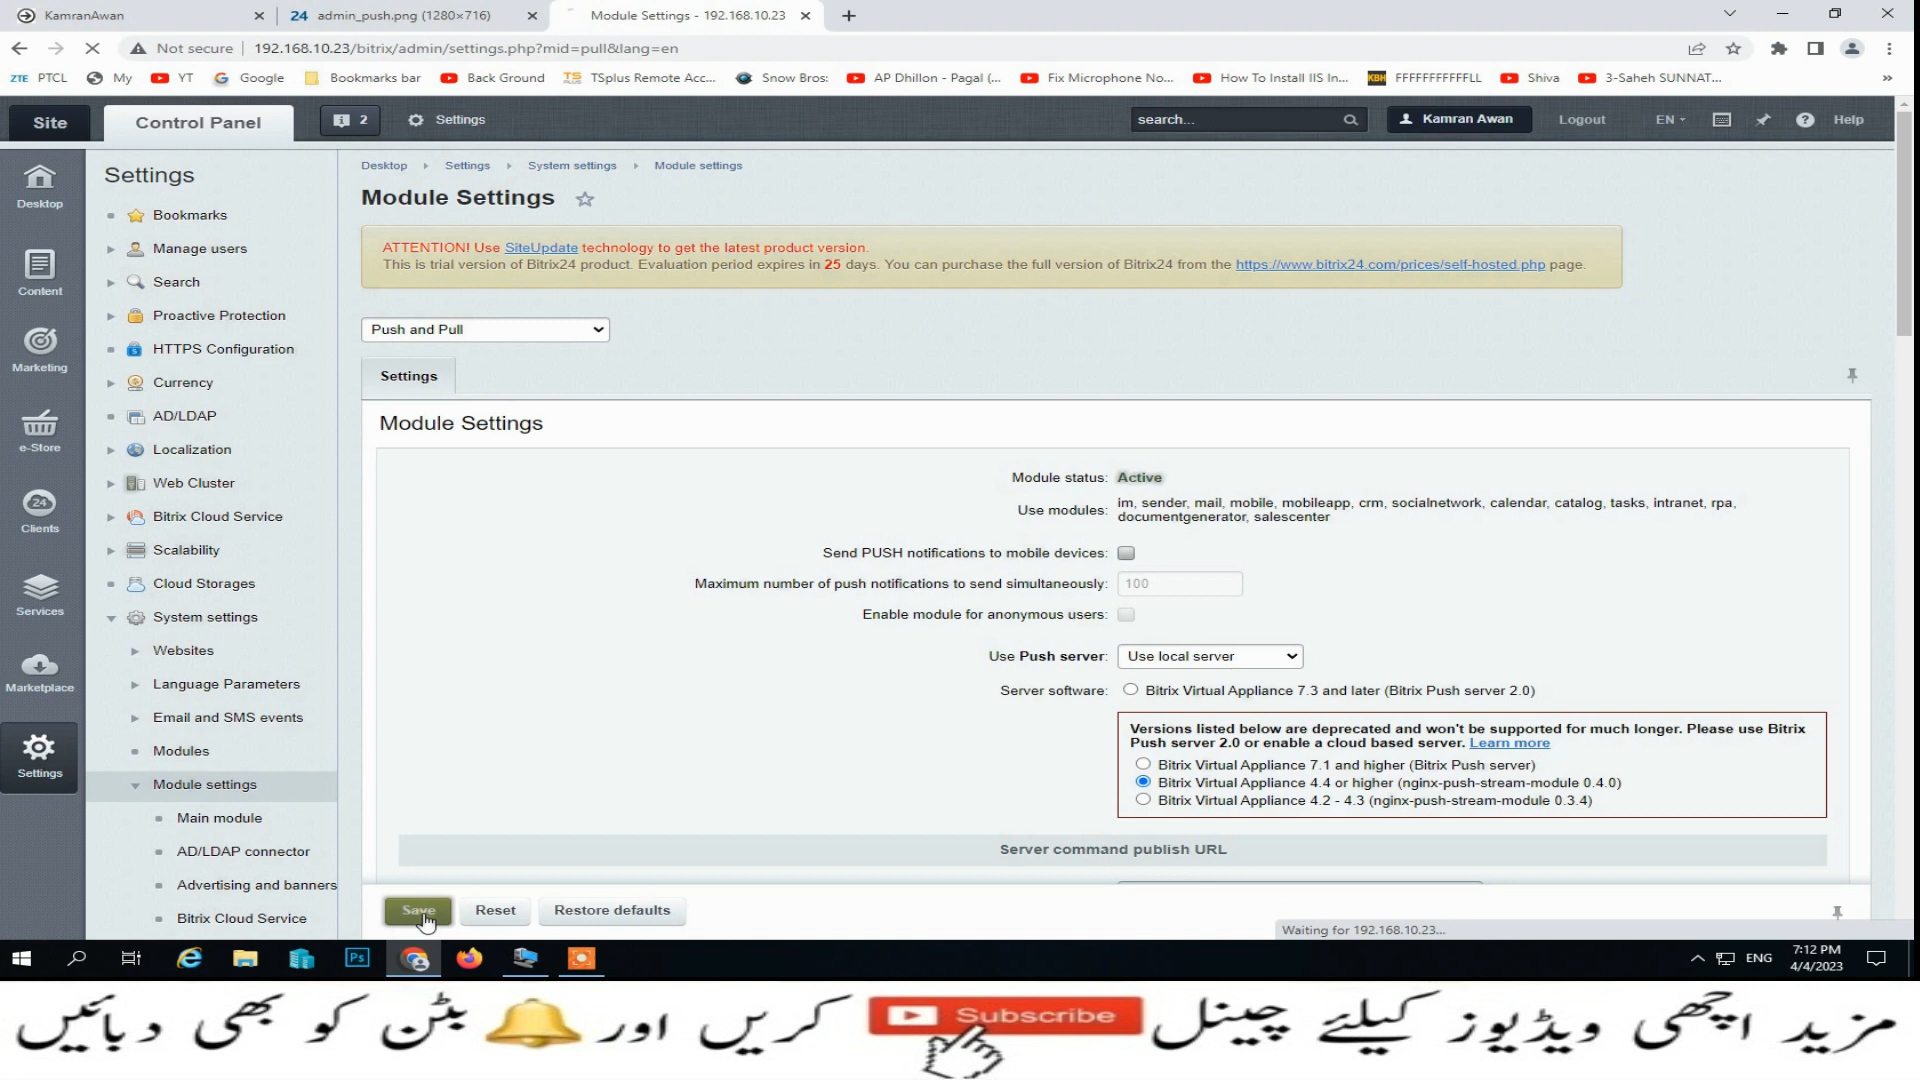 KamranAwan
24 admin_push.png (1280×716)
Module Settings - 192.168.10.23
Not secure
192.168.10.23/bitrix/admin/settings.php?mid=pull&lang=en
ZTE PTCL
My
YT
Google
Bookmarks bar
Back Ground
TSplus Remote Acc...
Snow Bros:
AP Dhillon - Pagal (...
Fix Microphone No...
How To Install IIS In...
KBH FFFFFFFFFFFLL
Shiva
3-Saheh SUNNAT...
»
Site
Control Panel
2
Settings
search...
Kamran Awan
Logout
EN
Help
Desktop
Content
Marketing
e-Store
24
Clients
Services
Marketplace
Settings
Settings
Bookmarks
Manage users
Search
Proactive Protection
HTTPS Configuration
Currency
AD/LDAP
Localization
Web Cluster
Bitrix Cloud Service
Scalability
Cloud Storages
System settings
Websites
Language Parameters
Email and SMS events
Modules
Module settings
Main module
AD/LDAP connector
Advertising and banners
Bitrix Cloud Service
Desktop Settings System settings Module settings
Module Settings
ATTENTION! Use SiteUpdate technology to get the latest product version.
This is trial version of Bitrix24 product. Evaluation period expires in 25 days. You can purchase the full version of Bitrix24 from the https://www.bitrix24.com/prices/self-hosted.php page.
Push and Pull
Settings
Module Settings
Module status: Active
Use modules: im, sender, mail, mobile, mobileapp, crm, socialnetwork, calendar, catalog, tasks, intranet, rpa,
documentgenerator, salescenter
Send PUSH notifications to mobile devices:
Maximum number of push notifications to send simultaneously: 100
Enable module for anonymous users:
Use Push server: Use local server
Server software: Bitrix Virtual Appliance 7.3 and later (Bitrix Push server 2.0)
Versions listed below are deprecated and won't be supported for much longer. Please use Bitrix
Push server 2.0 or enable a cloud based server. Learn more
Bitrix Virtual Appliance 7.1 and higher (Bitrix Push server)
Bitrix Virtual Appliance 4.4 or higher (nginx-push-stream-module 0.4.0)
Bitrix Virtual Appliance 4.2 - 4.3 (nginx-push-stream-module 0.3.4)
Server command publish URL
Save
Reset
Restore defaults
Waiting for 192.168.10.23...
Ps
ENG
7:12 PM
4/4/2023
مزید اچھی ویڈیوز کیلئے چینل Subscribe کریں اور بٹن کو بھی دبائیں